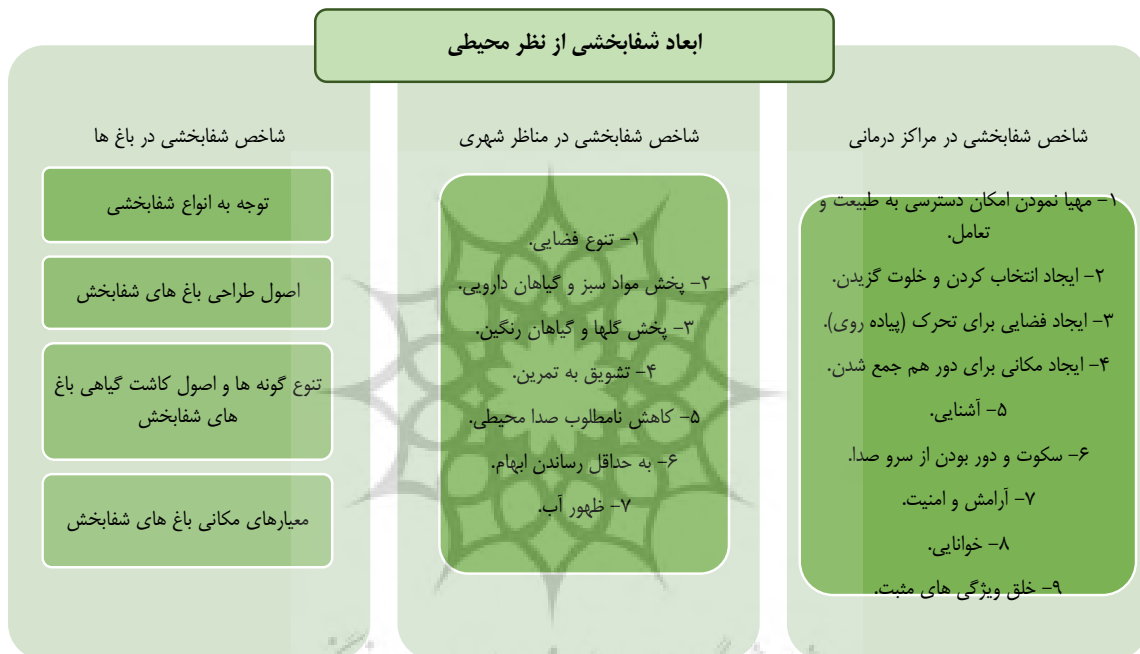 ابعاد شفابخشی از نظر محیطی
شاخص شفابخشی در مراکز درمانی
۱- مهیا نمودن امکان دسترسی به طبیعت و
تعامل.
۲- ایجاد انتخاب کردن و خلوت گزیدن.
۳- ایجاد فضایی برای تحرک (پیاده روی).
۴- ایجاد مکانی برای دور هم جمع شدن.
۵- آشنایی.
۶- سکوت و دور بودن از سرو صدا.
۷- آرامش و امنیت.
۸- خوانایی.
۹- خلق ویژگی های مثبت.
شاخص شفابخشی در مناظر شهری
۱- تنوع فضایی.
۲- پخش مواد سبز و گیاهان دارویی.
۳- پخش گلها و گیاهان رنگین.
۴- تشویق به تمرین.
۵- کاهش نامطلوب صدا محیطی.
۶- به حداقل رساندن ابهام.
۷- ظهور آب.
شاخص شفابخشی در باغ ها
توجه به انواع شفابخشی
اصول طراحی باغ های شفابخش
تنوع گونه ها و اصول کاشت گیاهی باغ
های شفابخش
معیارهای مکانی باغ های شفابخش